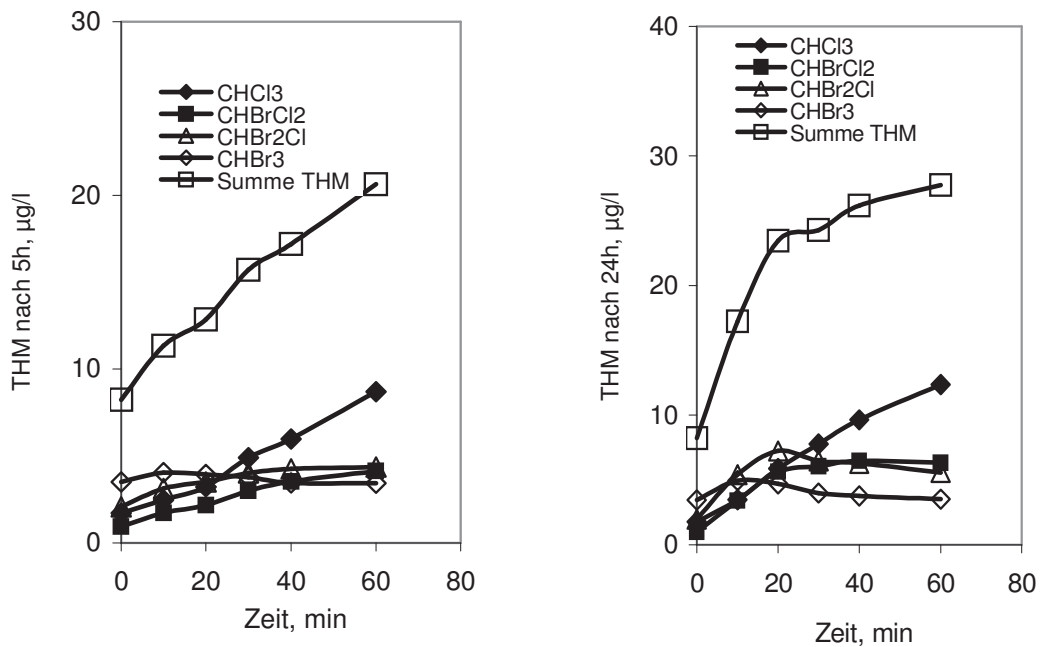 30
20
10
0
THM nach 5h, µg/l
CHCl3
CHBrCl2
CHBr2Cl
CHBr3
Summe THM
0 20 40 60 80
Zeit, min
40
30
20
10
0
THM nach 24h, µg/l
CHCl3
CHBrCl2
CHBr2Cl
CHBr3
Summe THM
0 20 40 60 80
Zeit, min